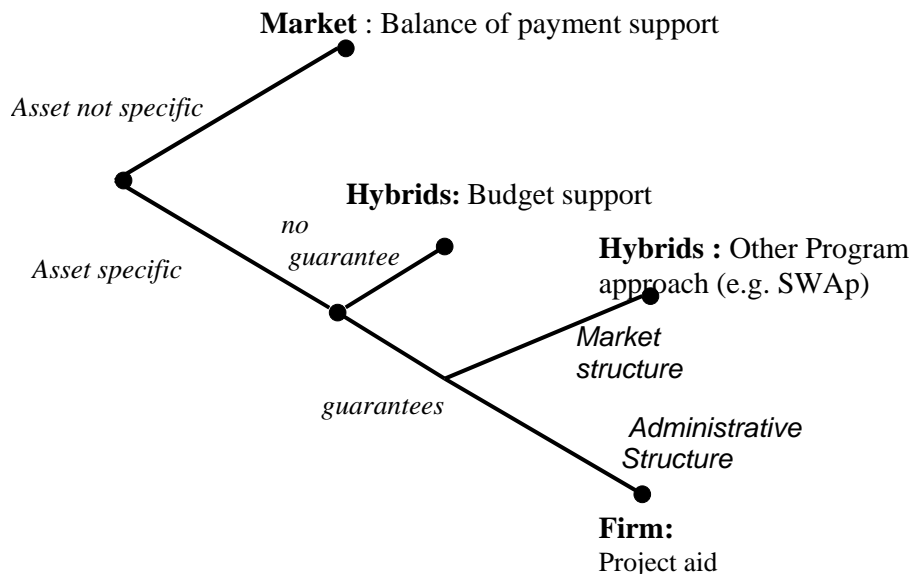 Market : Balance of payment support
Asset not specific
Hybrids: Budget support
no
guarantee
Hybrids : Other Program
approach (e.g. SWAp)
Asset specific
Market
structure
guarantees
Administrative
Structure
Firm:
Project aid